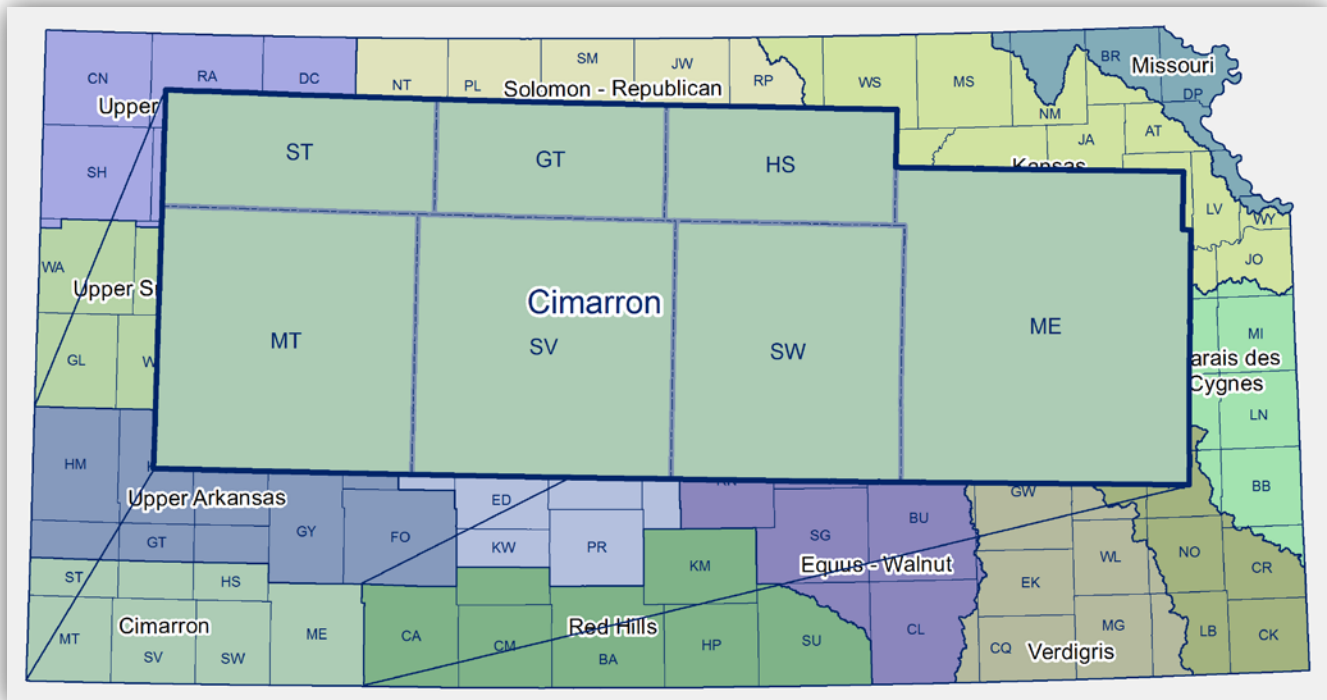 CN
RA
DC
NT
PL
SM
JW
RP
WS
MS
NM
BR
Missouri
DP
Upper
Solomon - Republican
JA
AT
Kansas
SH
ST
GT
HS
LV
WY
JO
WA
Upper
GL
W
MT
Cimarron
SV
SW
ME
MI
arais des
Cygnes
LN
BB
HM
Upper Arkansas
GT
GY
FO
ED
KW
PR
KM
SG
BU
Equus - Walnut
GW
EK
WL
NO
CR
ST
HS
MT
Cimarron
SV
SW
ME
CA
CM
Red Hills
BA
HP
SU
CL
CQ
MG
Verdigris
LB
CK